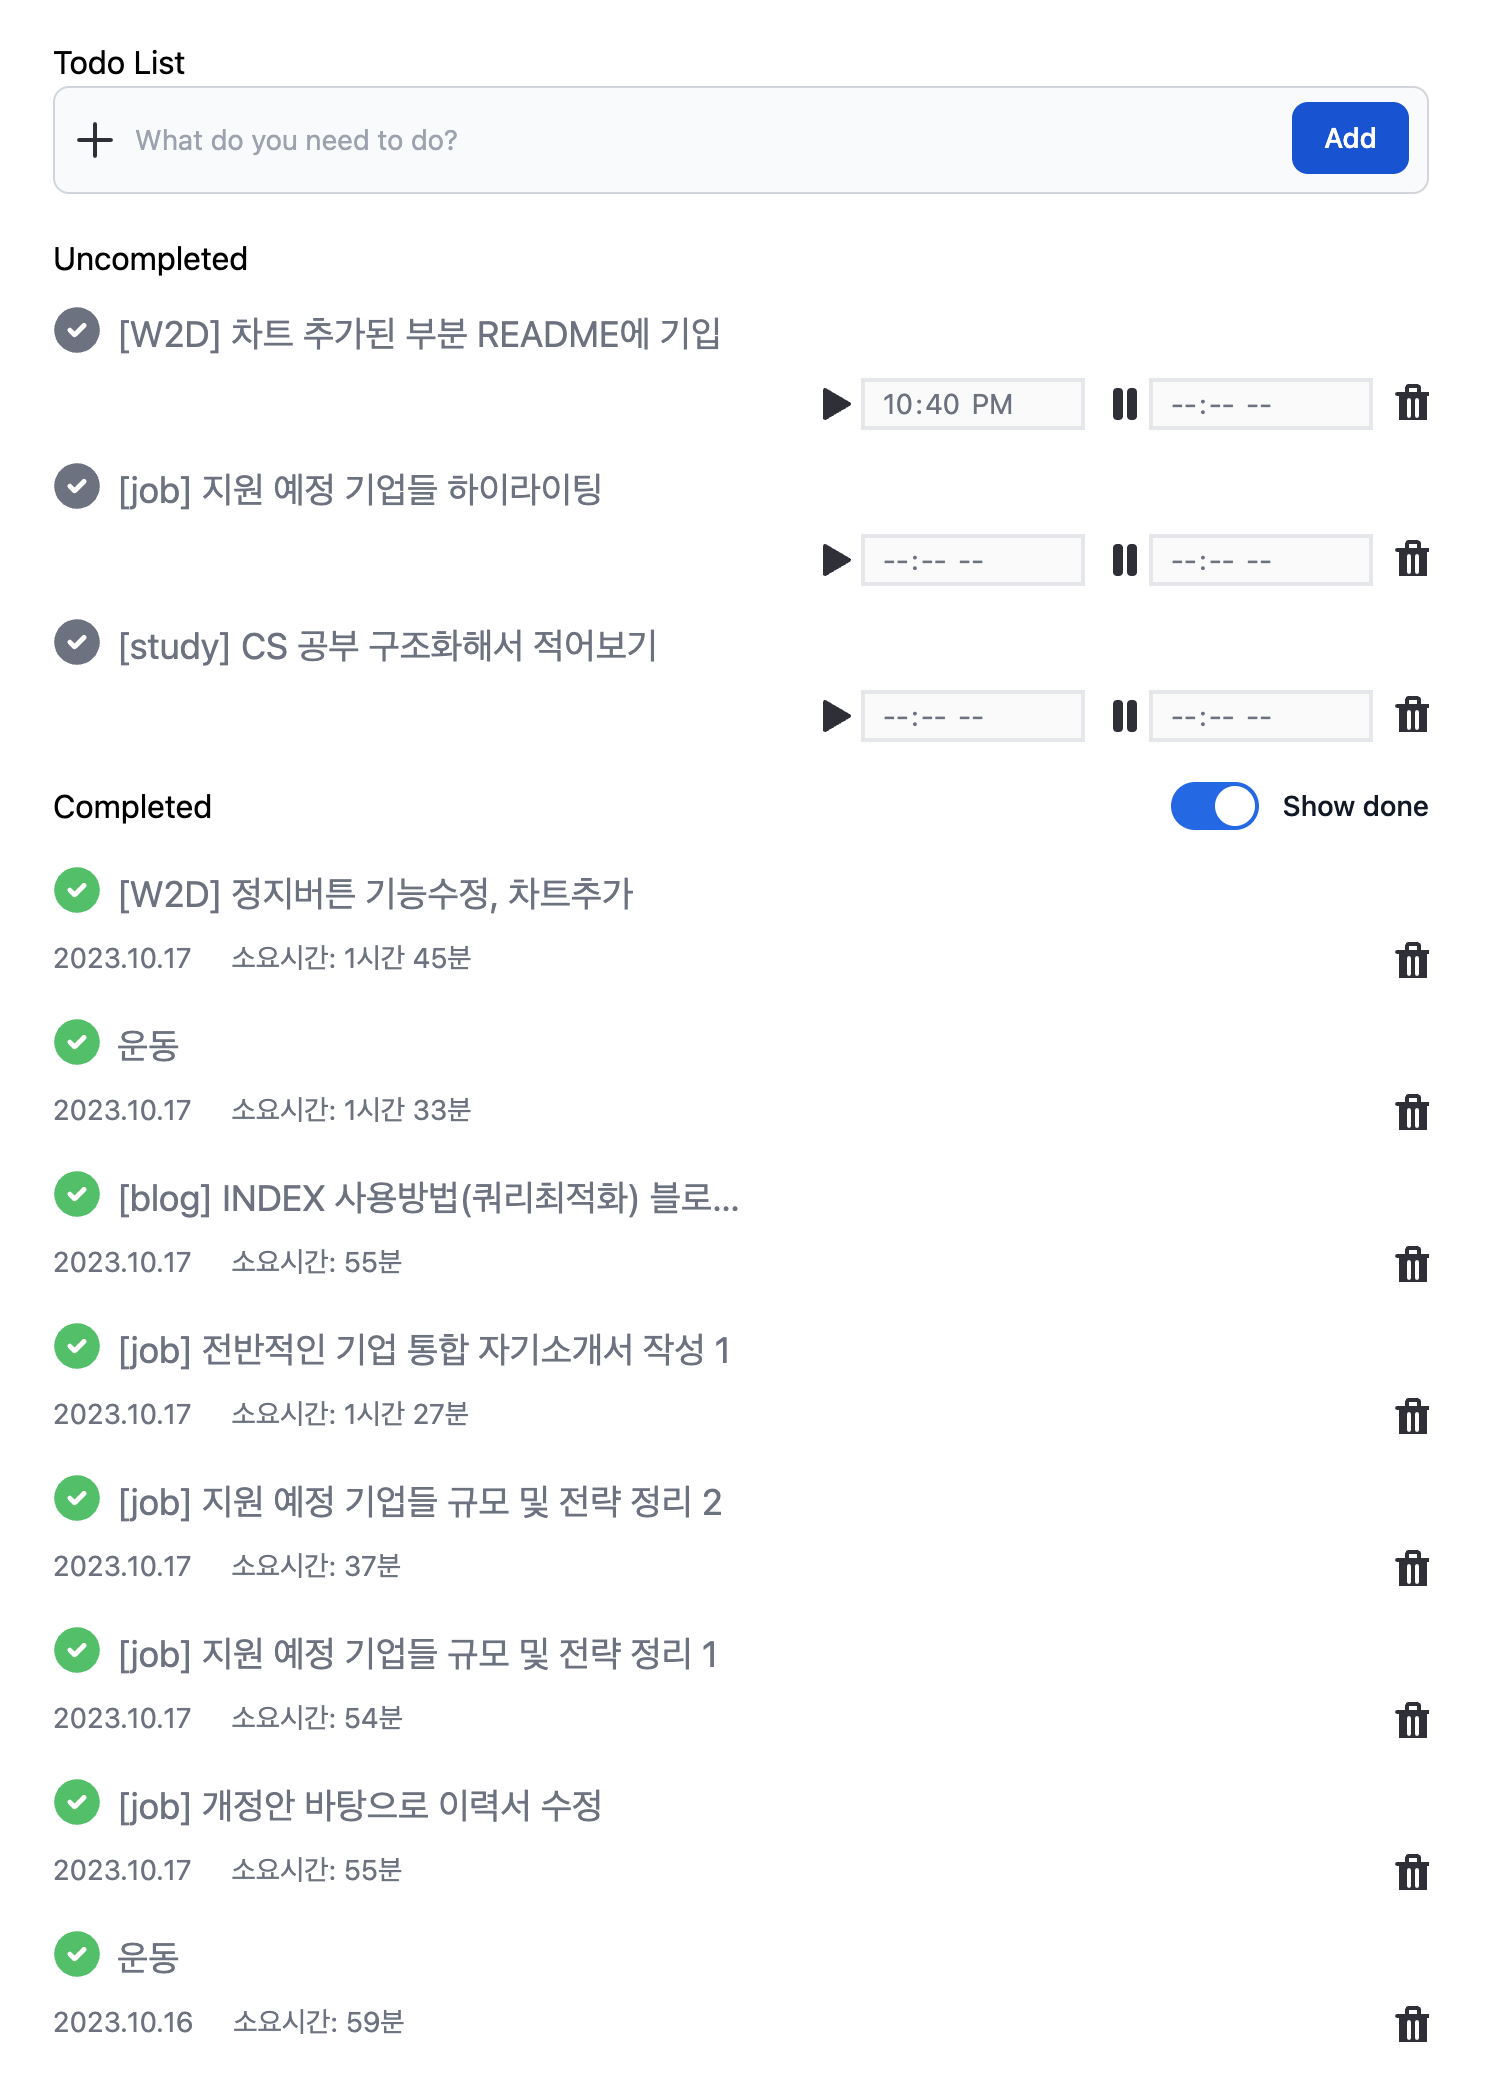 Todo List
What do you need to do?
Add
Uncompleted
[W2D] 차트 추가된 부분 README에 기입
10:40 PM
--:-- --
[job] 지원 예정 기업들 하이라이팅
--:-- --
--:-- --
[study] CS 공부 구조화해서 적어보기
--:-- --
--:-- --
Completed
Show done
[W2D] 정지버튼 기능수정, 차트추가
2023.10.17 소요시간: 1시간 45분
운동
2023.10.17 소요시간: 1시간 33분
[blog] INDEX 사용방법(쿼리최적화) 블로...
2023.10.17 소요시간: 55분
[job] 전반적인 기업 통합 자기소개서 작성 1
2023.10.17 소요시간: 1시간 27분
[job] 지원 예정 기업들 규모 및 전략 정리 2
2023.10.17 소요시간: 37분
[job] 지원 예정 기업들 규모 및 전략 정리 1
2023.10.17 소요시간: 54분
[job] 개정안 바탕으로 이력서 수정
2023.10.17 소요시간: 55분
운동
2023.10.16 소요시간: 59분